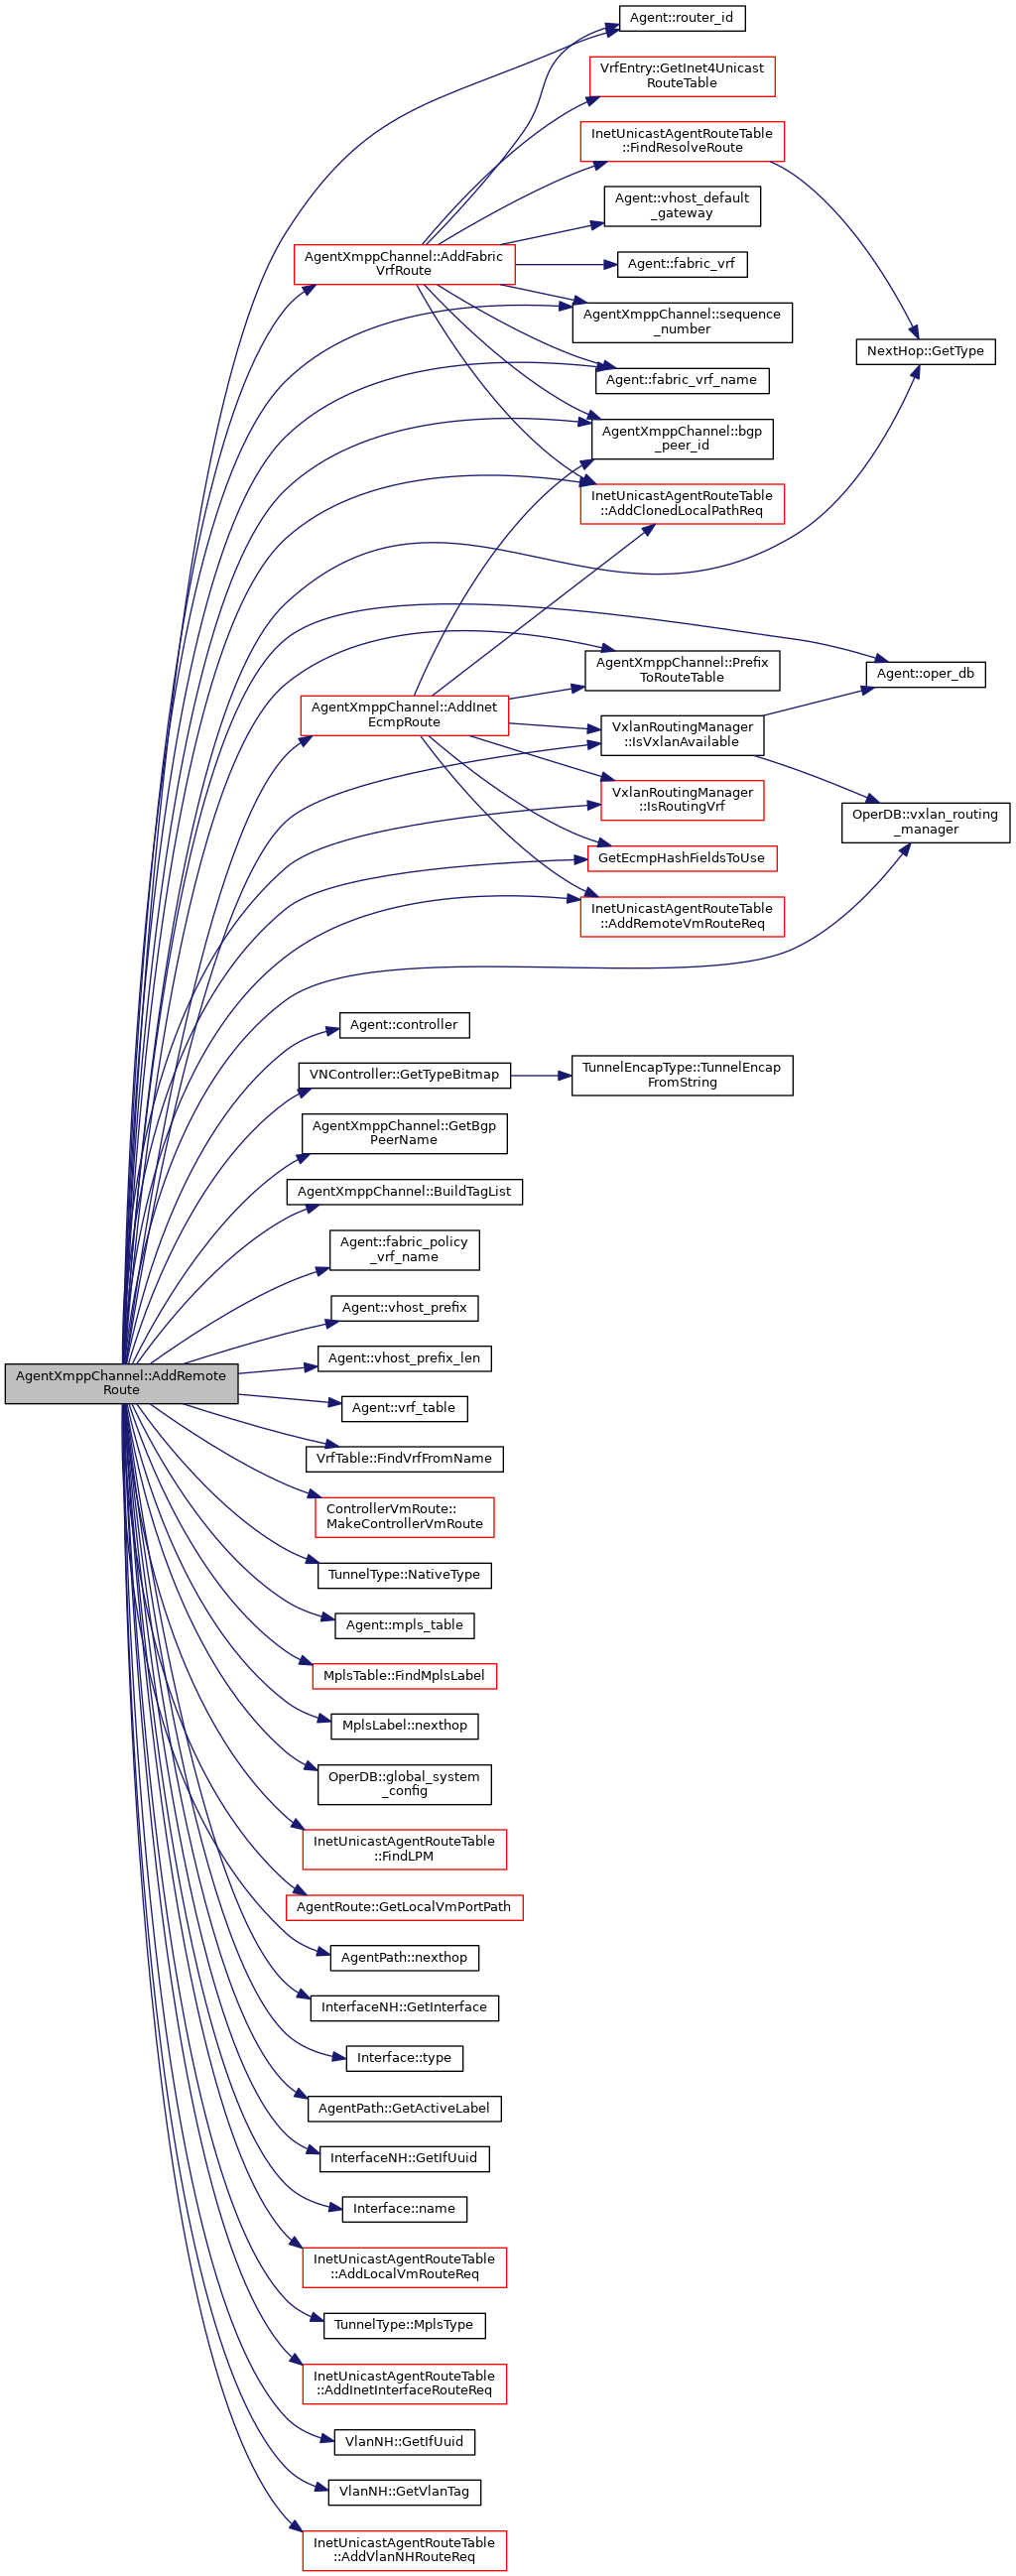 Agent::router_id
VrfEntry::GetInet4Unicast
RouteTable
InetUnicastAgentRouteTable
::FindResolveRoute
Agent::vhost_default
_gateway
AgentXmppChannel::AddFabric
VrfRoute
Agent::fabric_vrf
AgentXmppChannel::sequence
_number
NextHop::GetType
Agent::fabric_vrf_name
AgentXmppChannel::bgp
_peer_id
InetUnicastAgentRouteTable
::AddClonedLocalPathReq
AgentXmppChannel::Prefix
ToRouteTable
Agent::oper_db
AgentXmppChannel::AddInet
EcmpRoute
VxlanRoutingManager
::IsVxlanAvailable
VxlanRoutingManager
::IsRoutingVrf
OperDB::vxlan_routing
_manager
GetEcmpHashFieldsToUse
InetUnicastAgentRouteTable
::AddRemoteVmRouteReq
Agent::controller
VNController::GetTypeBitmap
TunnelEncapType::TunnelEncap
FromString
AgentXmppChannel::GetBgp
PeerName
AgentXmppChannel::BuildTagList
Agent::fabric_policy
_vrf_name
Agent::vhost_prefix
Agent::vhost_prefix_len
AgentXmppChannel::AddRemote
Route
Agent::vrf_table
VrfTable::FindVrfFromName
ControllerVmRoute::
MakeControllerVmRoute
TunnelType::NativeType
Agent::mpls_table
MplsTable::FindMplsLabel
MplsLabel::nexthop
OperDB::global_system
_config
InetUnicastAgentRouteTable
::FindLPM
AgentRoute::GetLocalVmPortPath
AgentPath::nexthop
InterfaceNH::GetInterface
Interface::type
AgentPath::GetActiveLabel
InterfaceNH::GetIfUuid
Interface::name
InetUnicastAgentRouteTable
::AddLocalVmRouteReq
TunnelType::MplsType
InetUnicastAgentRouteTable
::AddInetInterfaceRouteReq
VlanNH::GetIfUuid
VlanNH::GetVlanTag
InetUnicastAgentRouteTable
::AddVlanNHRouteReq